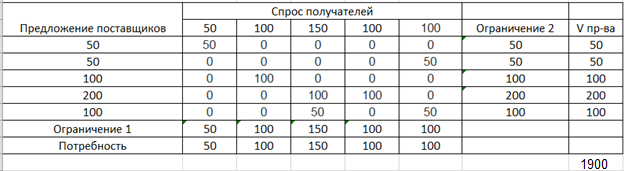 Спрос получателей
Предложение поставщиков 50 100 150 100 100 Ограничение 2 V пр-ва
50 50 0 0 0 0 50 50
50 0 0 0 0 50 50 50
100 0 100 0 0 0 100 100
200 0 0 100 100 0 200 200
100 0 0 50 0 50 100 100
Ограничение 1 50 100 150 100 100
Потребность 50 100 150 100 100
1900